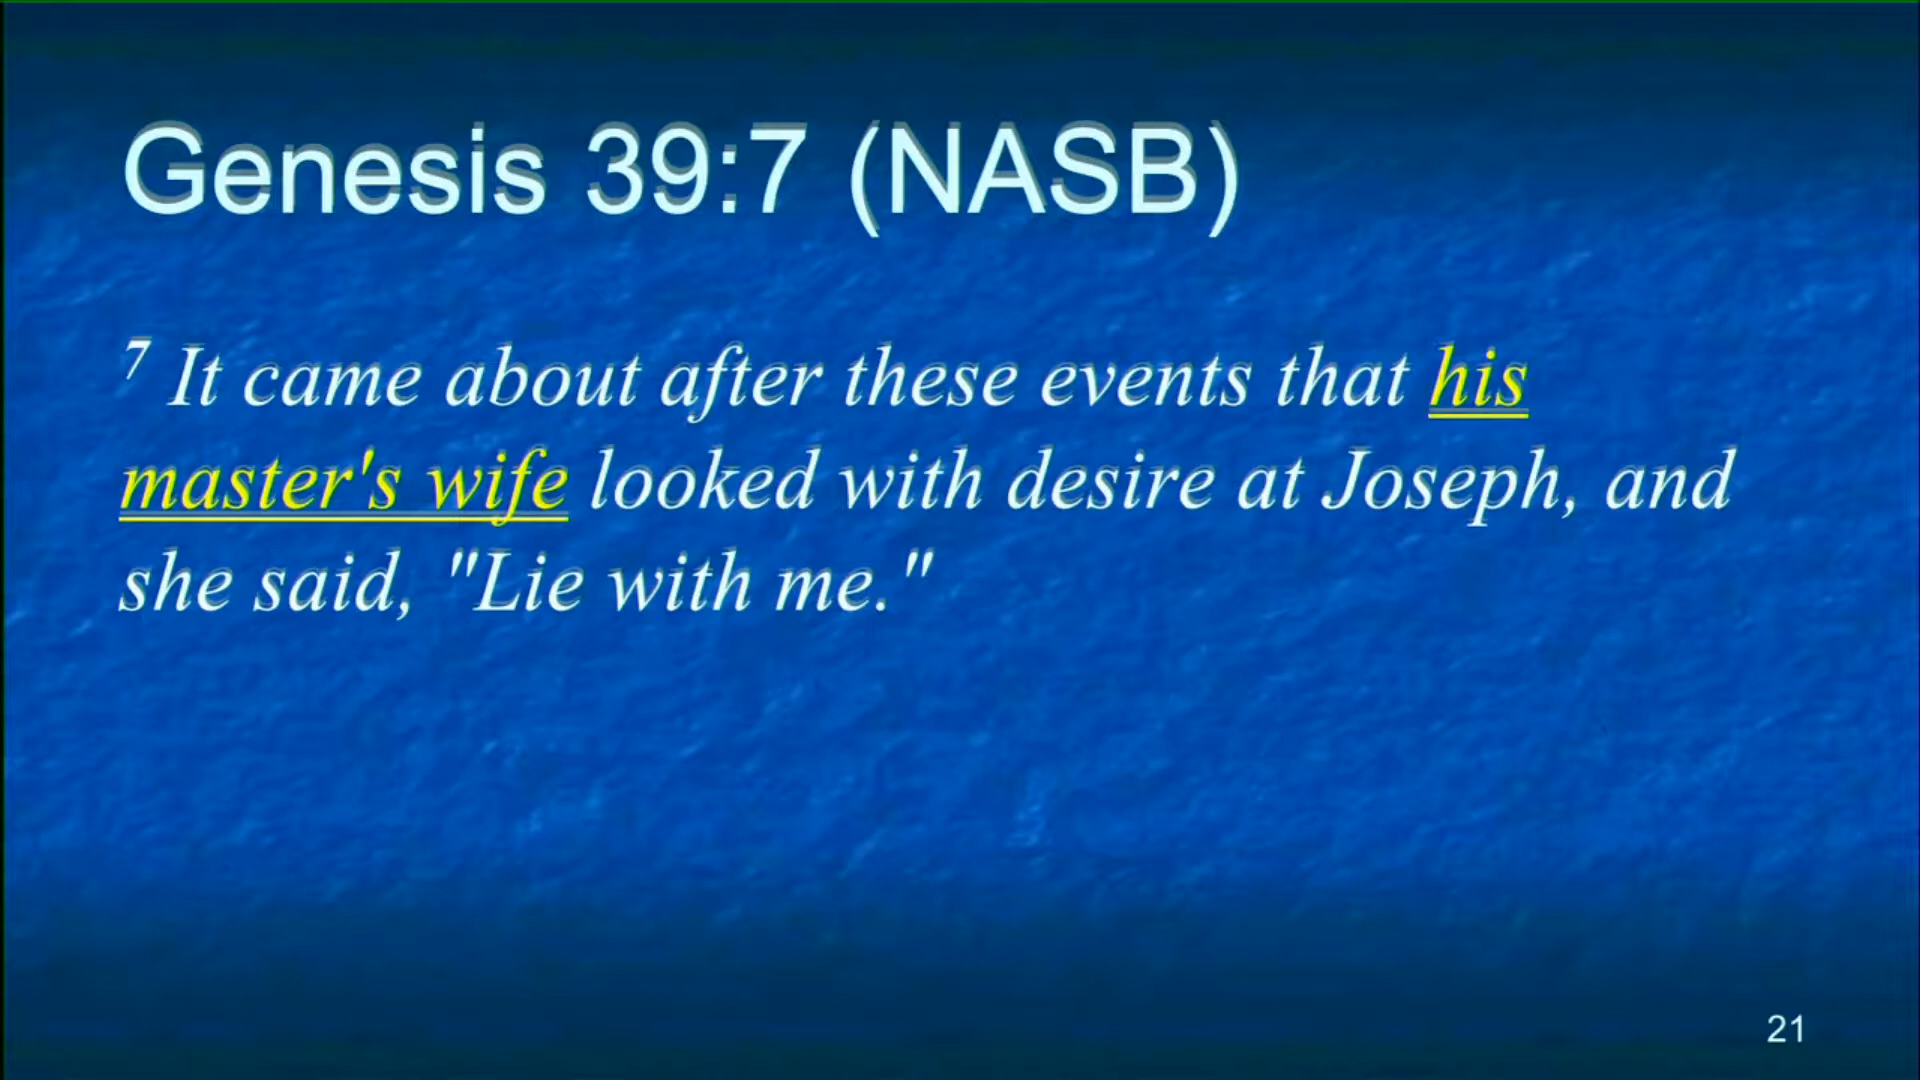 Genesis 39:7 (NASB)
7 It came about after these events that his
master's wife looked with desire at Joseph, and
she said, "Lie with me."
21